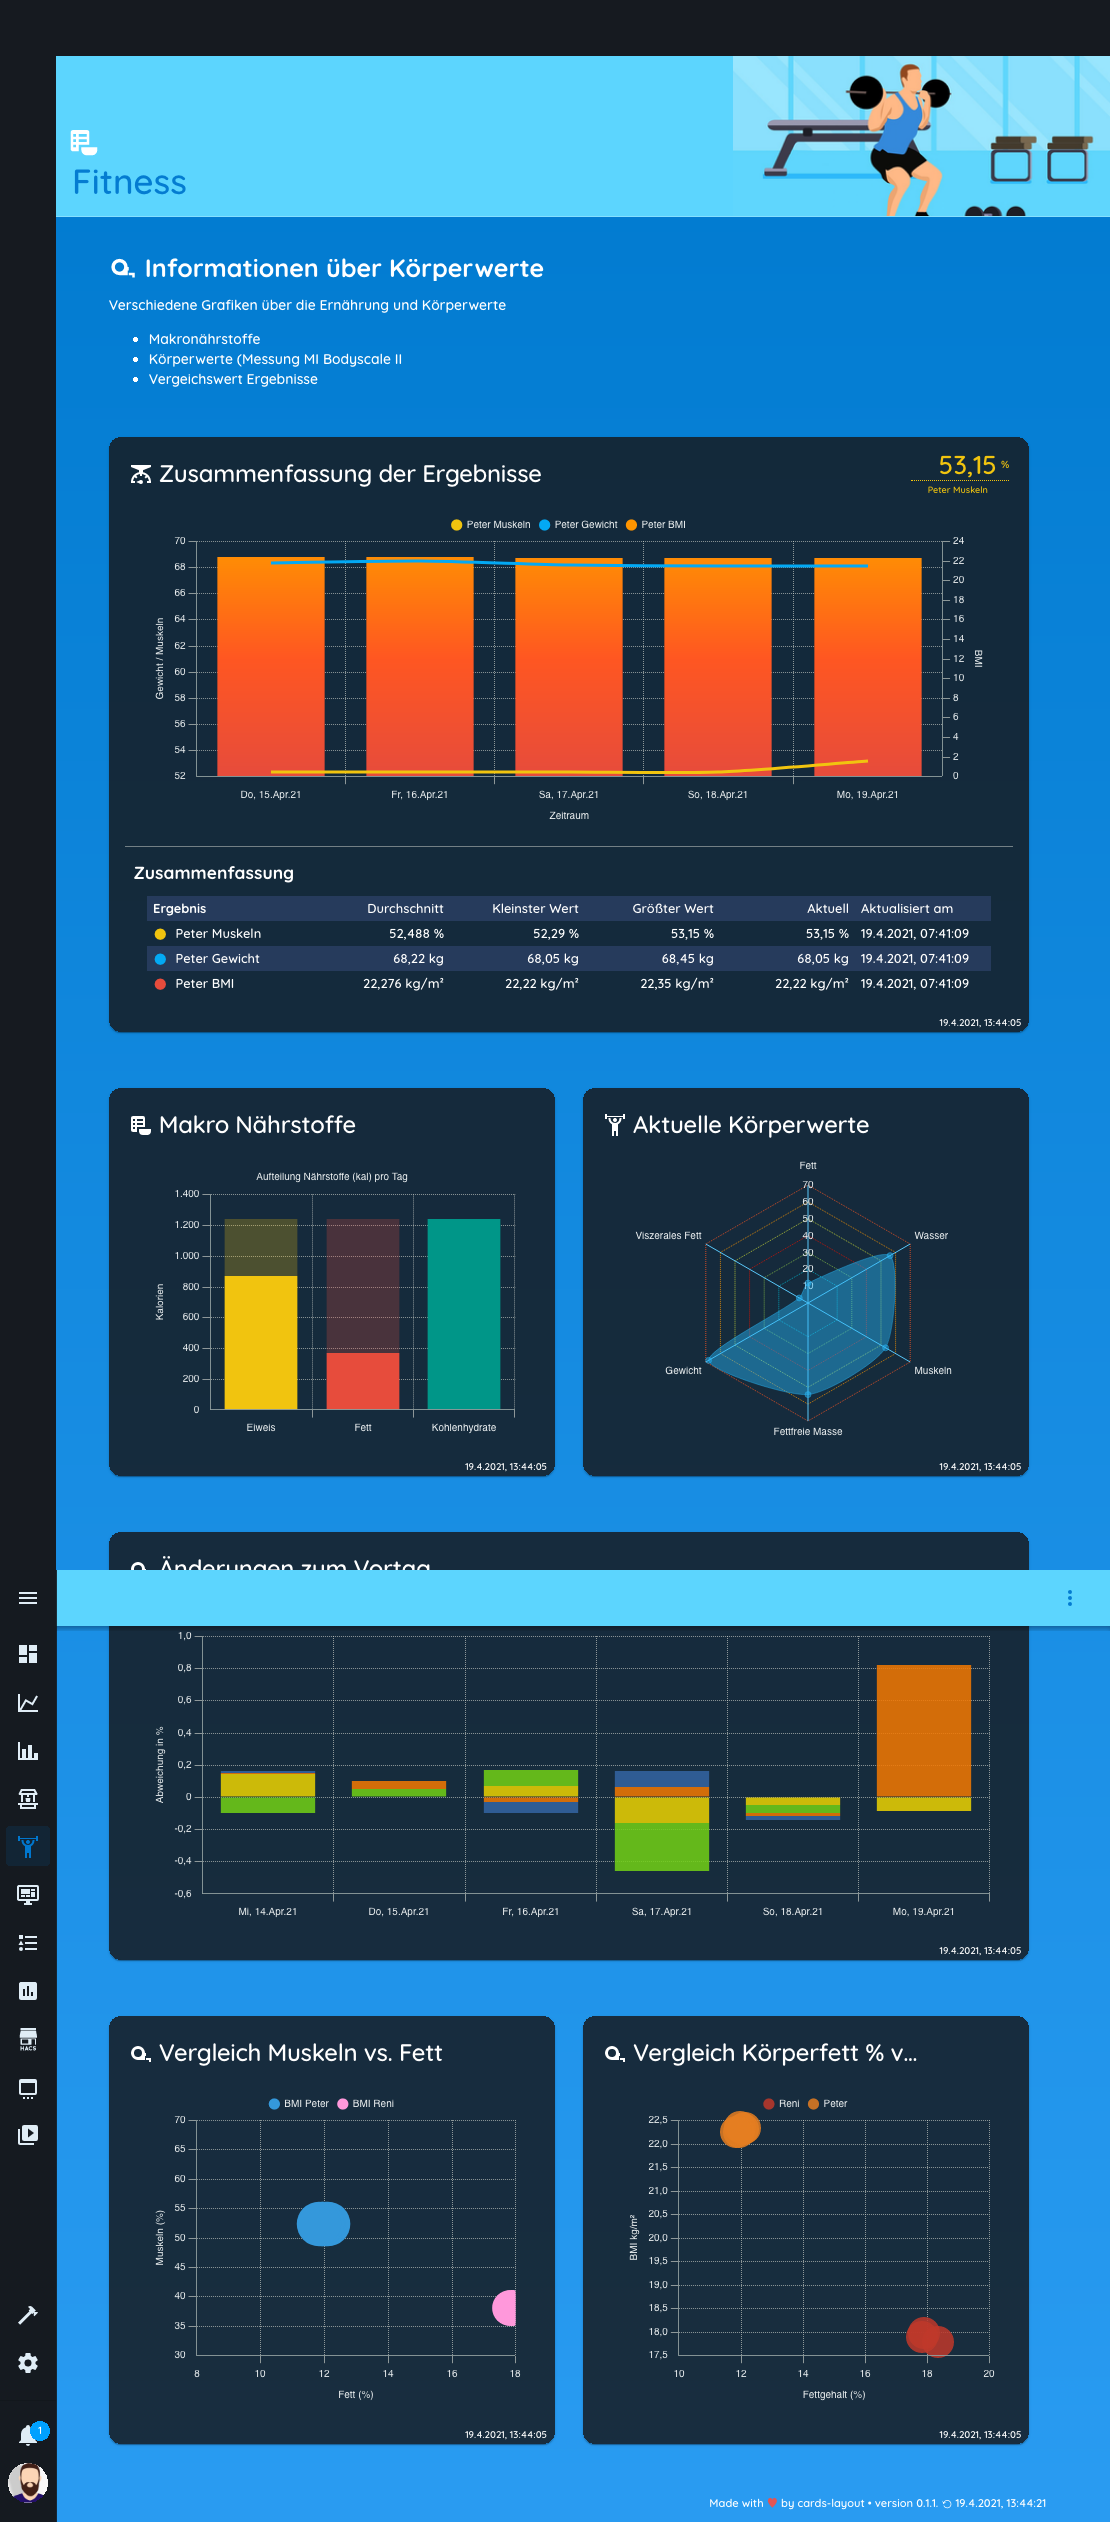 Fitness
Informationen über Körperwerte
Verschiedene Grafiken über die Ernährung und Körperwerte
• Makronährstoffe
• Körperwerte (Messung MI Bodyscale II
• Vergeichswert Ergebnisse
Zusammenfassung der Ergebnisse
53,15 %
Peter Muskeln
Peter Muskeln Peter Gewicht Peter BMI
70 24
68 22
66 20
64 18
62 16
60 14
58 12
56 10
54 8
52 6
4
2
0
Gewicht / Muskeln
BMI
Do, 15.Apr.21 Fr, 16.Apr.21 Sa, 17.Apr.21 So, 18.Apr.21 Mo, 19.Apr.21
Zeitraum
Zusammenfassung
Ergebnis Durchschnitt Kleinster Wert Größter Wert Aktuell Aktualisiert am
Peter Muskeln 52,488 % 52,29 % 53,15 % 53,15 % 19.4.2021, 07:41:09
Peter Gewicht 68,22 kg 68,05 kg 68,45 kg 68,05 kg 19.4.2021, 07:41:09
Peter BMI 22,276 kg/m² 22,22 kg/m² 22,35 kg/m² 22,22 kg/m² 19.4.2021, 07:41:09
19.4.2021, 13:44:05
Makro Nährstoffe
Aufteilung Nährstoffe (kal) pro Tag
1.400
1.200
1.000
800
600
400
200
0
Kalorien
Eiweis Fett Kohlenhydrate
19.4.2021, 13:44:05
Aktuelle Körperwerte
Fett
70
60
50
40
30
20
10
Viszerales Fett Wasser
Gewicht Muskeln
Fettfreie Masse
19.4.2021, 13:44:05
Änderungen zum Vortag
1,0
0,8
0,6
0,4
0,2
0
-0,2
-0,4
-0,6
Abweichung in %
Mi, 14.Apr.21 Do, 15.Apr.21 Fr, 16.Apr.21 Sa, 17.Apr.21 So, 18.Apr.21 Mo, 19.Apr.21
19.4.2021, 13:44:05
HACS
Vergleich Muskeln vs. Fett
BMI Peter BMI Reni
70
65
60
55
50
45
40
35
30
Muskeln (%)
8 10 12 14 16 18
Fett (%)
19.4.2021, 13:44:05
Vergleich Körperfett % v...
Reni Peter
22,5
22,0
21,5
21,0
20,5
20,0
19,5
19,0
18,5
18,0
17,5
BMI kg/m²
10 12 14 16 18 20
Fettgehalt (%)
19.4.2021, 13:44:05
1
Made with ♥ by cards-layout • version 0.1.1. 19.4.2021, 13:44:21